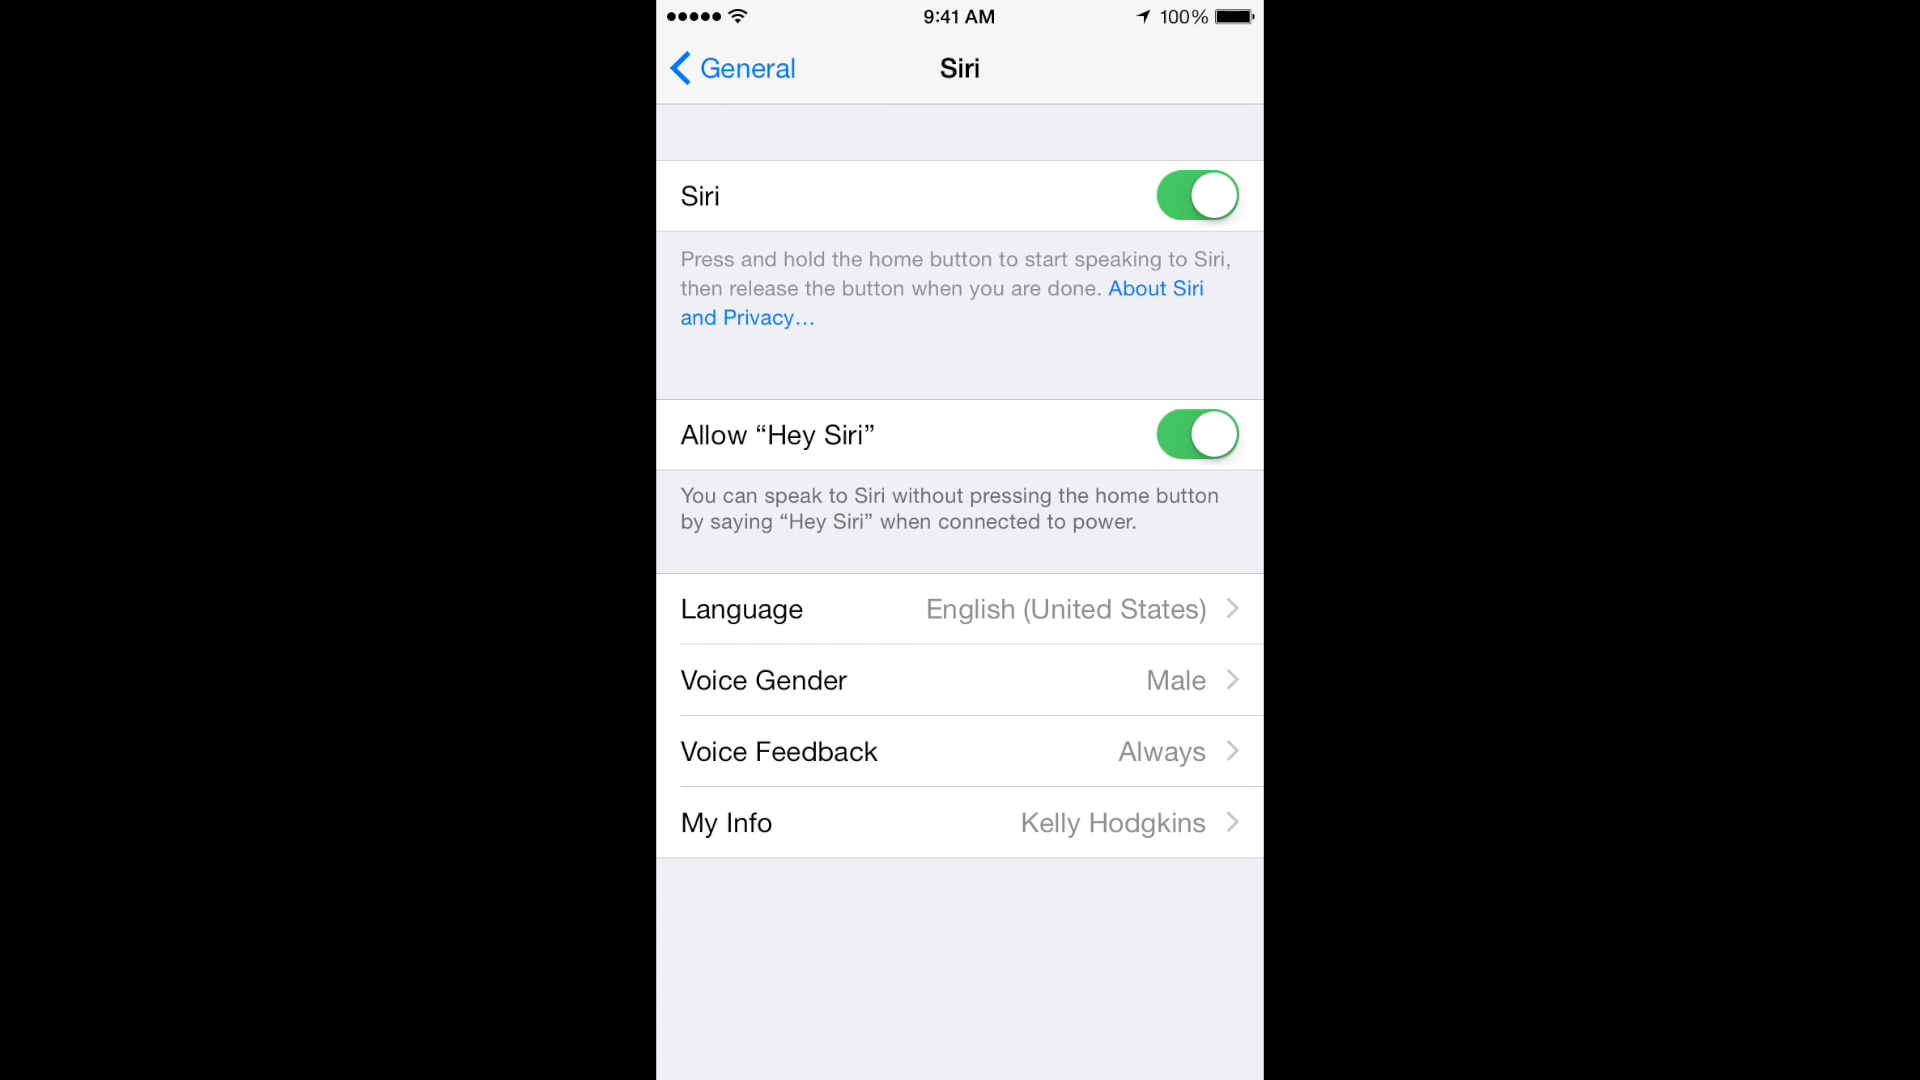 9:41 AM 100%
General Siri
Siri
Press and hold the home button to start speaking to Siri,
then release the button when you are done. About Siri
and Privacy…
Allow “Hey Siri”
You can speak to Siri without pressing the home button
by saying “Hey Siri” when connected to power.
Language English (United States)
Voice Gender Male
Voice Feedback Always
My Info Kelly Hodgkins